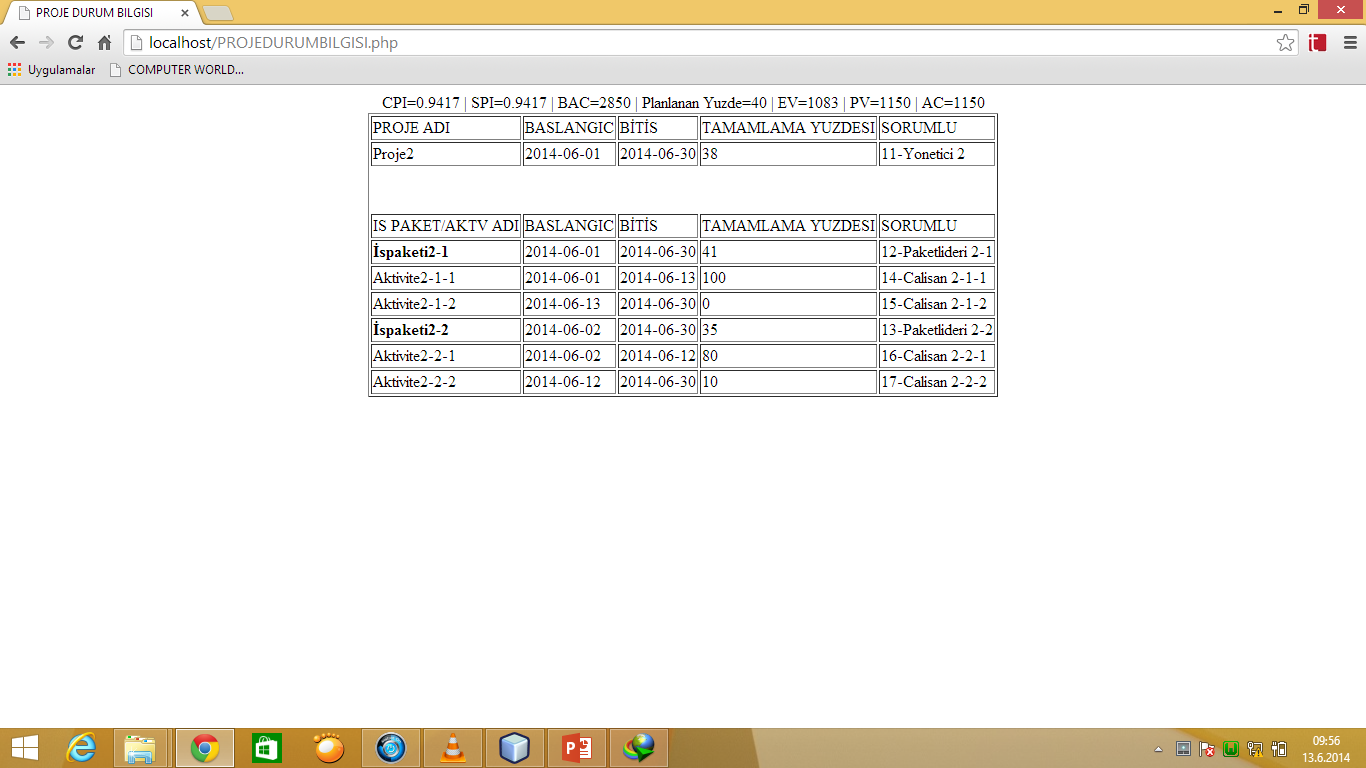 PROJE DURUM BILGISI
localhost/PROJEDURUMBILGISI.php
Uygulamalar COMPUTER WORLD...
CPI=0.9417 | SPI=0.9417 | BAC=2850 | Planlanan Yuzde=40 | EV=1083 | PV=1150 | AC=1150
PROJE ADI BASLANGIC BİTİS TAMAMLAMA YUZDESI SORUMLU
Proje2 2014-06-01 2014-06-30 38 11-Yonetici 2
IS PAKET/AKTV ADI BASLANGIC BİTİS TAMAMLAMA YUZDESI SORUMLU
İspaketi2-1 2014-06-01 2014-06-30 41 12-Paketlideri 2-1
Aktivite2-1-1 2014-06-01 2014-06-13 100 14-Calisan 2-1-1
Aktivite2-1-2 2014-06-13 2014-06-30 0 15-Calisan 2-1-2
İspaketi2-2 2014-06-02 2014-06-30 35 13-Paketlideri 2-2
Aktivite2-2-1 2014-06-02 2014-06-12 80 16-Calisan 2-2-1
Aktivite2-2-2 2014-06-12 2014-06-30 10 17-Calisan 2-2-2
09:56
13.6.2014